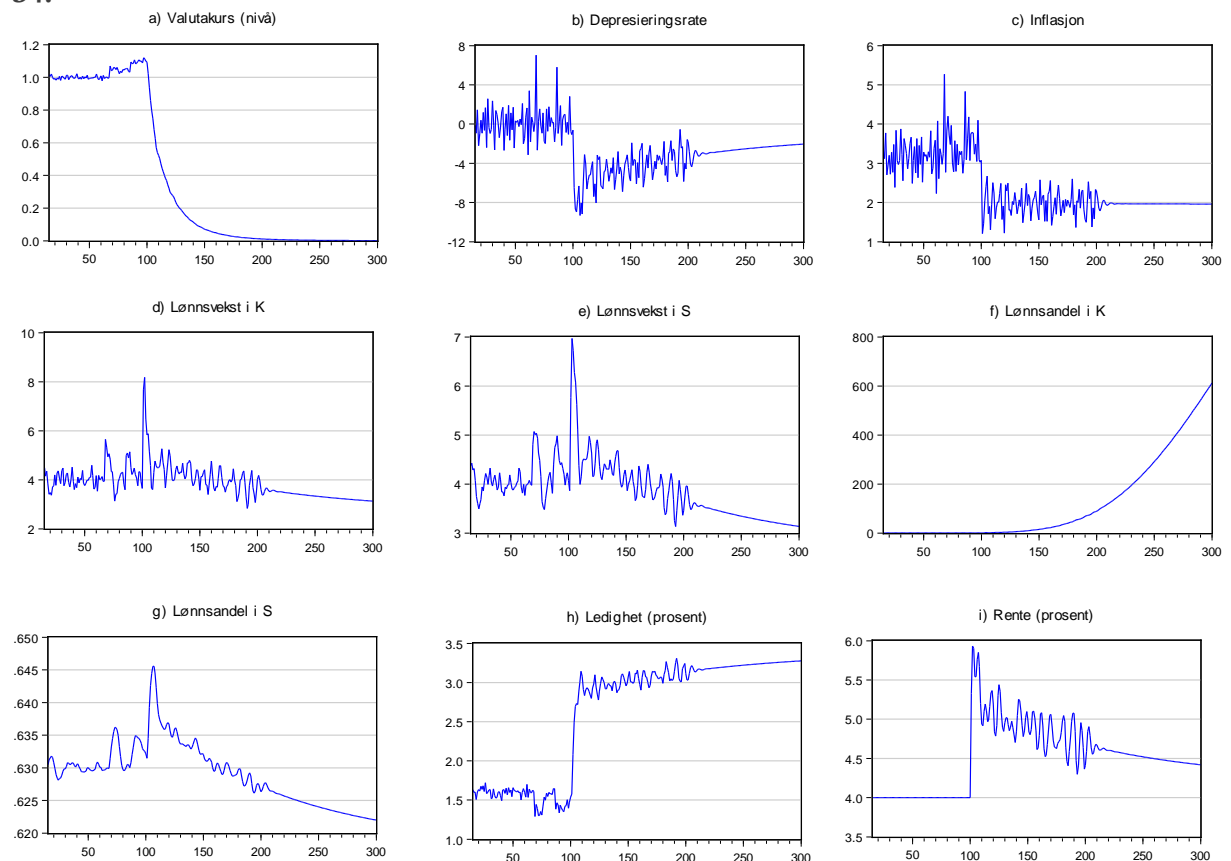 a) Valutakurs (nivå)
1.2
1.0
0.8
0.6
0.4
0.2
0.0
50 100 150 200 250 300
b) Depresieringsrate
8
4
0
-4
-8
-12
50 100 150 200 250 300
c) Inflasjon
6
5
4
3
2
1
50 100 150 200 250 300
d) Lønnsvekst i K
10
8
6
4
2
50 100 150 200 250 300
e) Lønnsvekst i S
7
6
5
4
3
50 100 150 200 250 300
f) Lønnsandel i K
800
600
400
200
0
50 100 150 200 250 300
g) Lønnsandel i S
.650
.645
.640
.635
.630
.625
.620
50 100 150 200 250 300
h) Ledighet (prosent)
3.5
3.0
2.5
2.0
1.5
1.0
50 100 150 200 250 300
i) Rente (prosent)
6.0
5.5
5.0
4.5
4.0
3.5
50 100 150 200 250 300